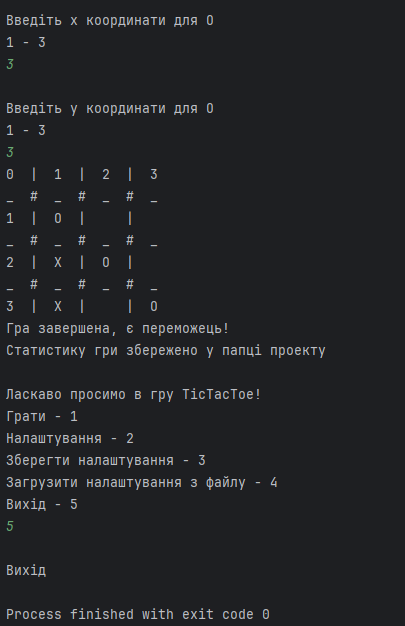 Введіть x координати для O
1 - 3
3
Введіть y координати для O
1 - 3
3
0 | 1 | 2 | 3
_ # _ # _ # _
1 | O |   |
_ # _ # _ # _
2 | X | O |
_ # _ # _ # _
3 | X |   | O
Гра завершена, є переможець!
Статистику гри збережено у папці проекту
Ласкаво просимо в гру TicTacToe!
Грати - 1
Налаштування - 2
Зберегти налаштування - 3
Загрузити налаштування з файлу - 4
Вихід - 5
5
Вихід
Process finished with exit code 0